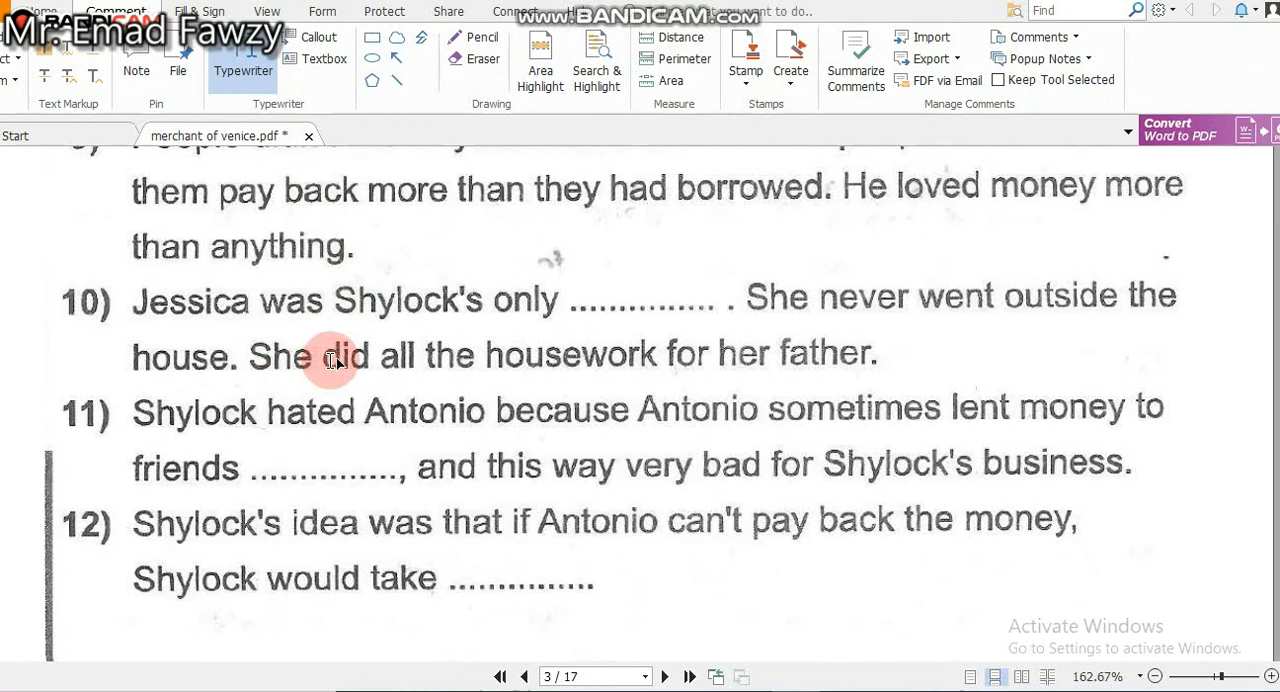 Home Comment View Form Protect Share Connect www.BANDICAM.com to do.. Find
BANDICAM Fill & Sign
Mr. Emad Fawzy
Callout Pencil Distance Import Comments
Note File Typewriter Textbox Eraser Area Highlight Search & Highlight Perimeter Stamp Create Summarize Comments Export Popup Notes
Area FDF via Email Keep Tool Selected
Text Markup Pin Typewriter Drawing Measure Stamps Manage Comments
Start merchant of venice.pdf * Convert Word to PDF
them pay back more than they had borrowed. He loved money more
than anything.
10) Jessica was Shylock's only ............... . She never went outside the
house. She did all the housework for her father.
11) Shylock hated Antonio because Antonio sometimes lent money to
friends ..............., and this way very bad for Shylock's business.
12) Shylock's idea was that if Antonio can't pay back the money,
Shylock would take ...............
Activate Windows
Go to Settings to activate Windows.
3 / 17 162.67%